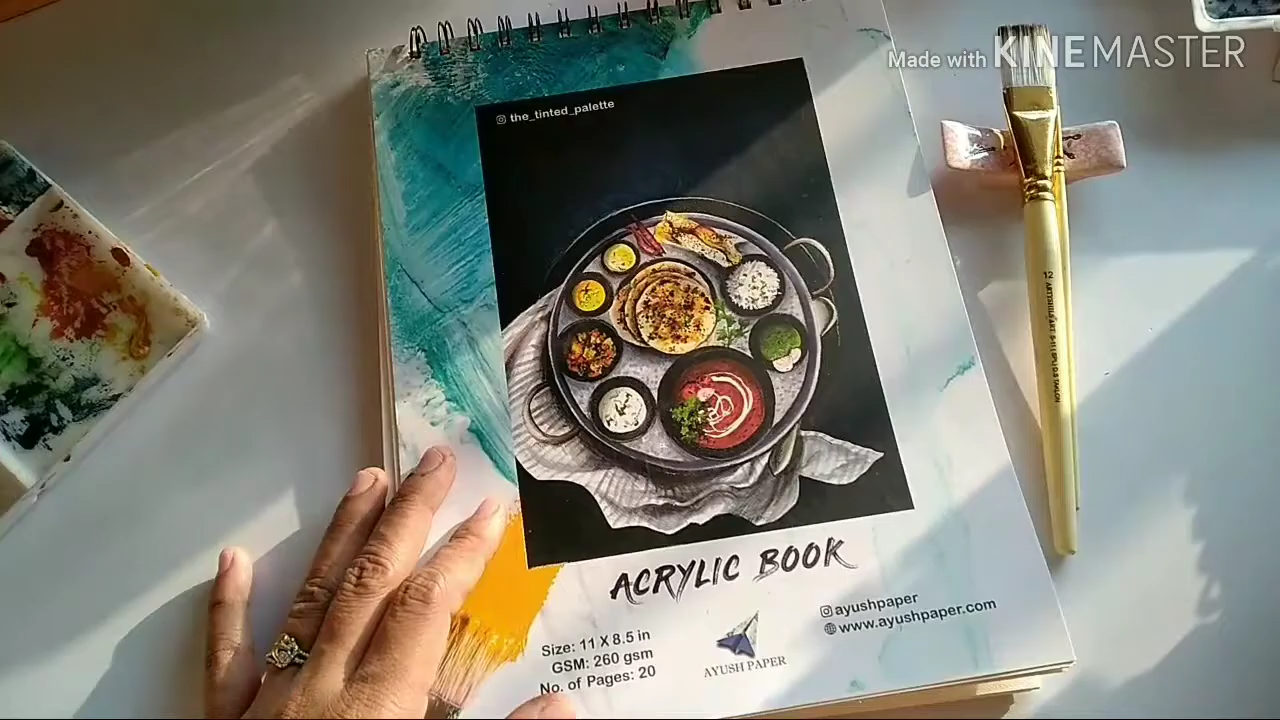 Made with KINEMASTER
the_tinted_palette
12
ACRYLIC BOOK
Size: 11 X 8.5 in
GSM: 260 gsm
No. of Pages: 20
AYUSH PAPER
ayushpaper
www.ayushpaper.com